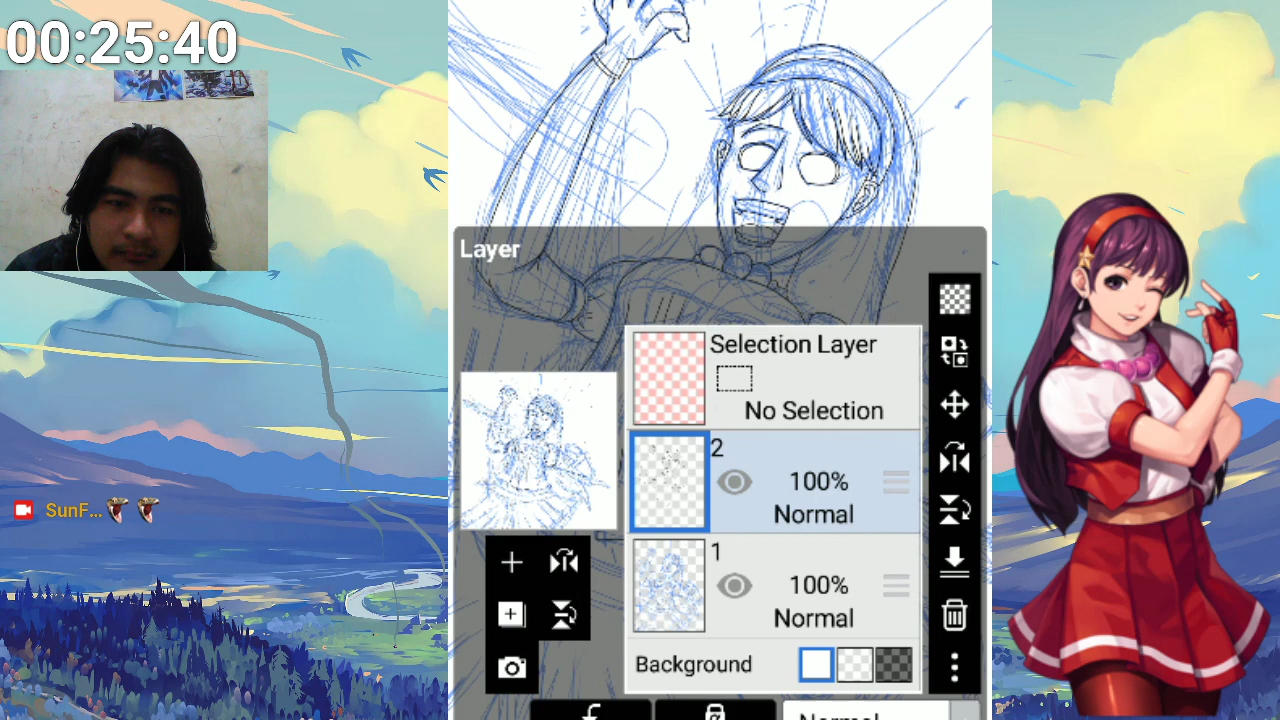 00:25:40
Layer
Selection Layer
No Selection
2
100%
Normal
1
100%
Normal
SunF...
Background
Normal